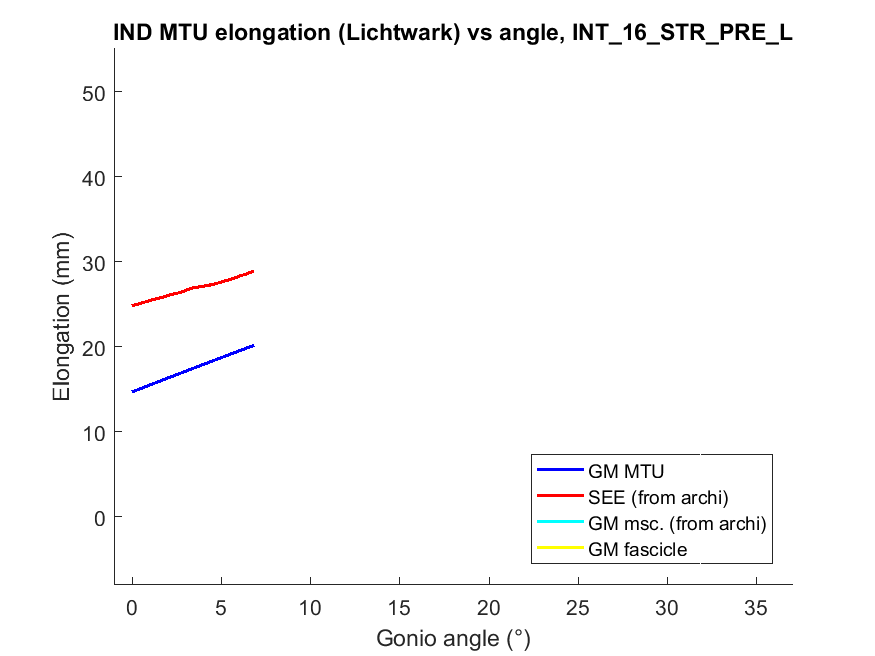 IND MTU elongation (Lichtwark) vs angle, INT_16_STR_PRE_L
Elongation (mm)
50
40
30
20
10
0
GM MTU
SEE (from archi)
GM msc. (from archi)
GM fascicle
0 5 10 15 20 25 30 35
Gonio angle (°)